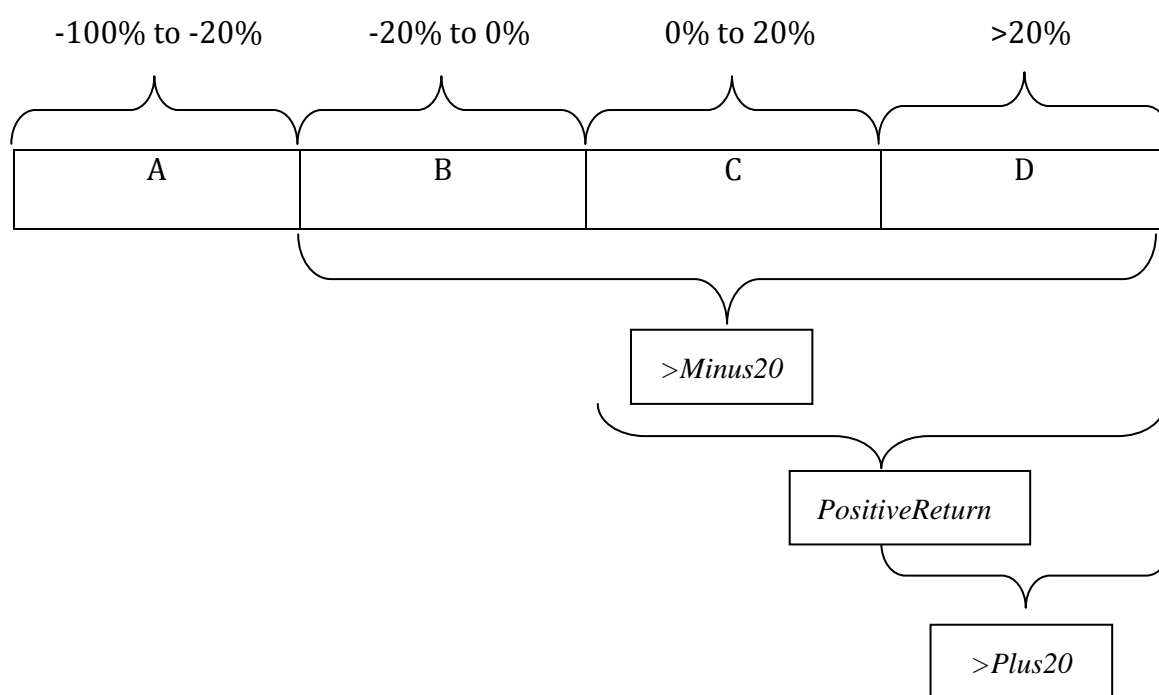 -100% to -20% -20% to 0% 0% to 20% >20%
A B C D
>Minus20
PositiveReturn
>Plus20